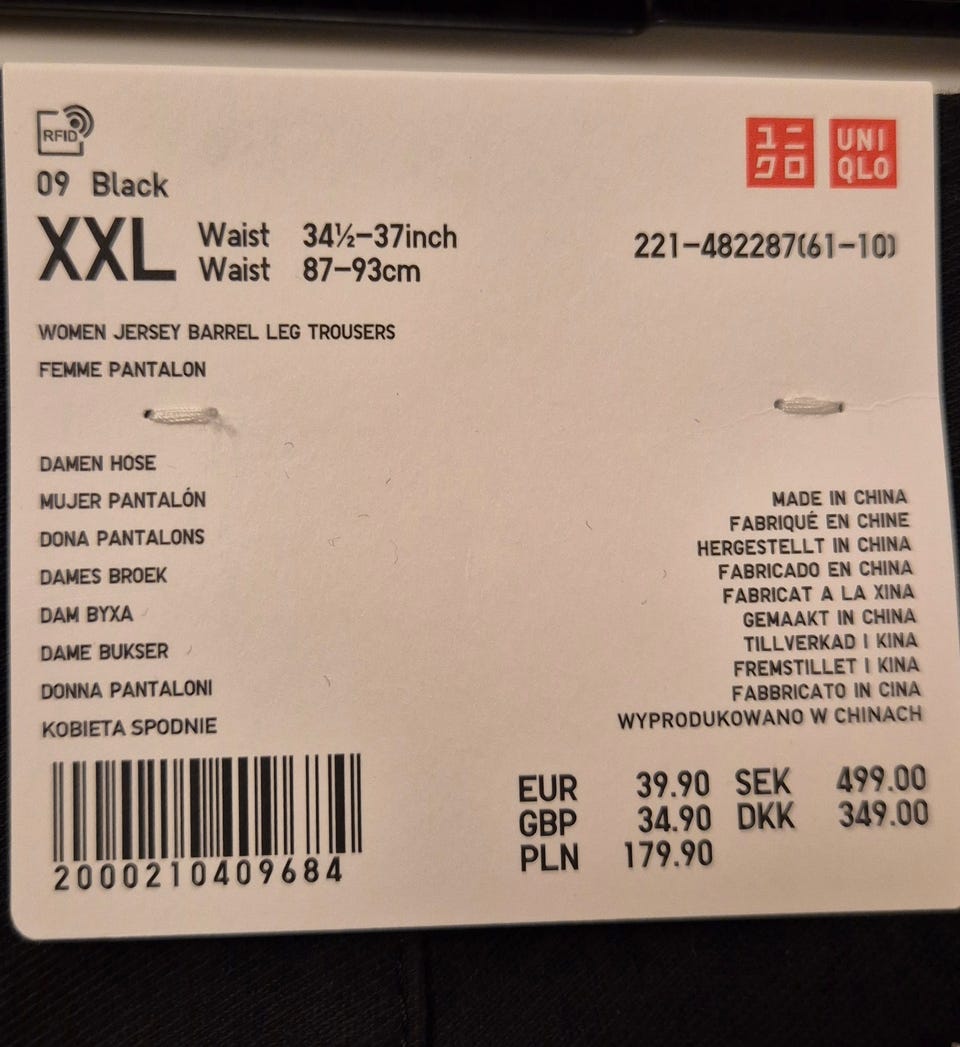 RFID
ユニ
クロ
UNI
QLO
09 Black
XXL
Waist 34½-37inch
Waist 87-93cm
221-482287(61-10)
WOMEN JERSEY BARREL LEG TROUSERS
FEMME PANTALON
DAMEN HOSE
MUJER PANTALÓN
DONA PANTALONS
DAMES BROEK
DAM BYXA
DAME BUKSER
DONNA PANTALONI
KOBIETA SPODNIE
MADE IN CHINA
FABRIQUÉ EN CHINE
HERGESTELLT IN CHINA
FABRICADO EN CHINA
FABRICAT A LA XINA
GEMAAKT IN CHINA
TILLVERKAD I KINA
FREMSTILLET I KINA
FABBRICATO IN CINA
WYPRODUKOWANO W CHINACH
2000210409684
EUR 39.90 SEK 499.00
GBP 34.90 DKK 349.00
PLN 179.90